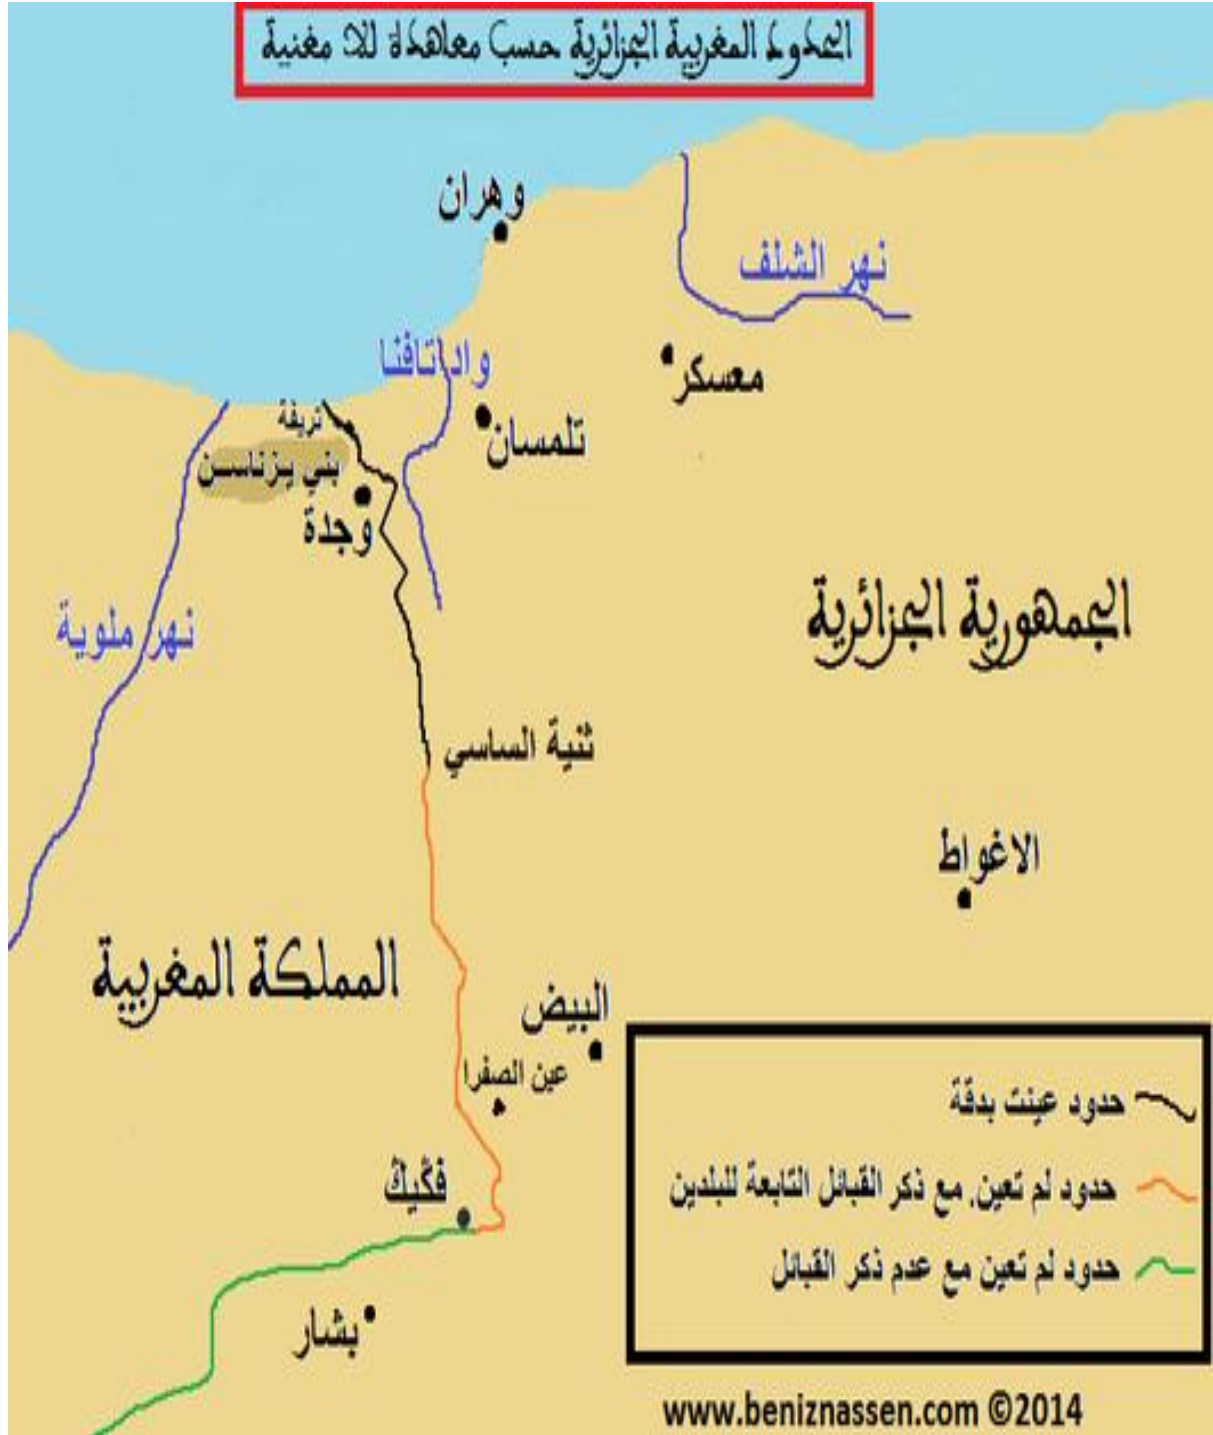 الحدود المغربية الجزائرية حسب معاهدة للا مغنية
وهران
نهر الشلف
واد تافنا
معسكر
تريفة
تلمسان
بني يزناسن
وجدة
نهر ملوية
الجمهورية الجزائرية
ثنية الساسي
الاغواط
المملكة المغربية
البيض
عين الصفرا
فڭيك
بشار
حدود عينت بدقة
حدود لم تعين. مع ذكر القبائل التابعة للبلدين
حدود لم تعين مع عدم ذكر القبائل
www.beniznassen.com ©2014